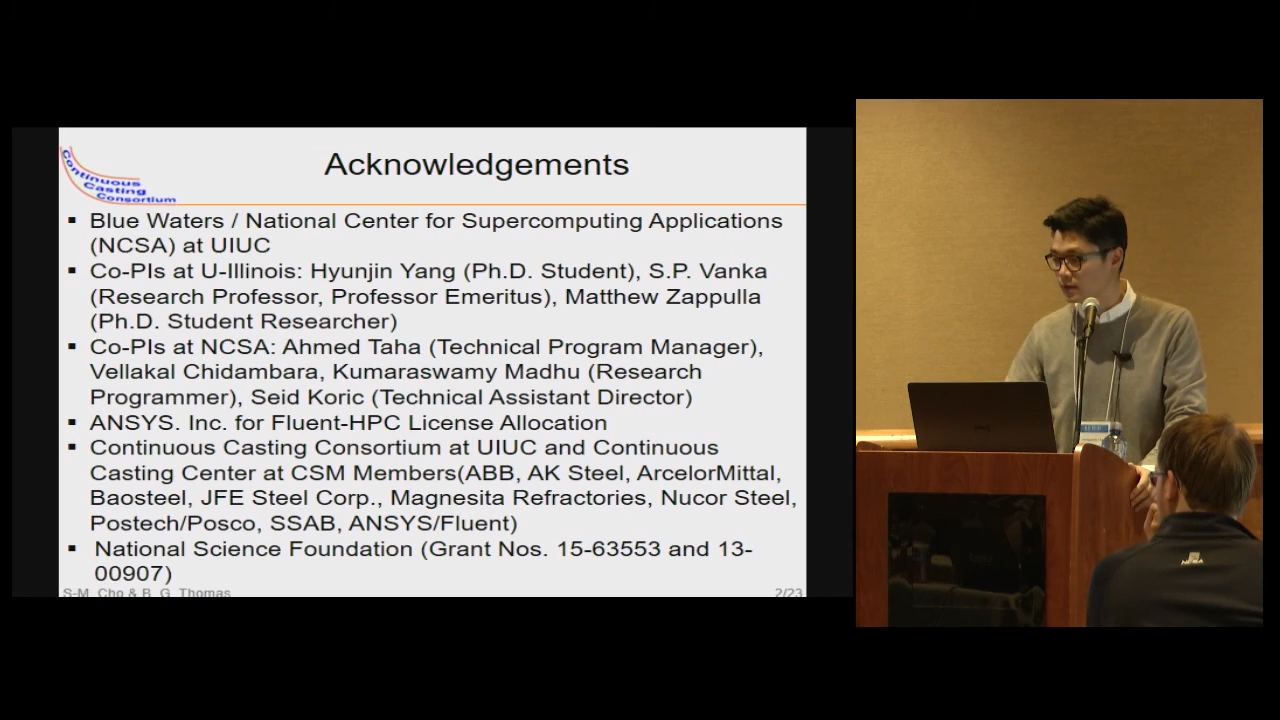 Continuous
Casting
Consortium
Acknowledgements
▪ Blue Waters / National Center for Supercomputing Applications
(NCSA) at UIUC
▪ Co-PIs at U-Illinois: Hyunjin Yang (Ph.D. Student), S.P. Vanka
(Research Professor, Professor Emeritus), Matthew Zappulla
(Ph.D. Student Researcher)
▪ Co-PIs at NCSA: Ahmed Taha (Technical Program Manager),
Vellakal Chidambara, Kumaraswamy Madhu (Research
Programmer), Seid Koric (Technical Assistant Director)
▪ ANSYS. Inc. for Fluent-HPC License Allocation
▪ Continuous Casting Consortium at UIUC and Continuous
Casting Center at CSM Members(ABB, AK Steel, ArcelorMittal,
Baosteel, JFE Steel Corp., Magnesita Refractories, Nucor Steel,
Postech/Posco, SSAB, ANSYS/Fluent)
▪ National Science Foundation (Grant Nos. 15-63553 and 13-
00907)
S-M. Cho & B. G. Thomas
2/23
NCSA